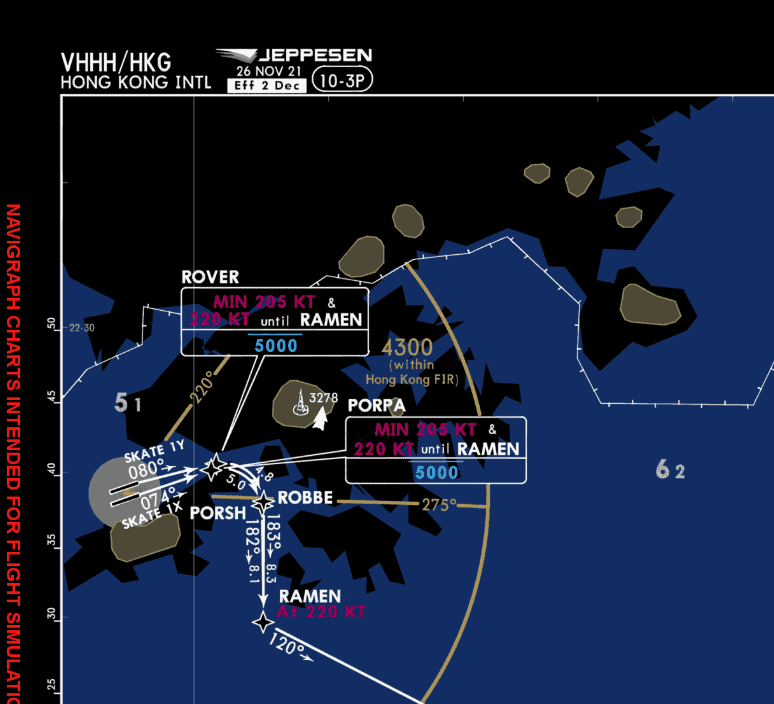 VHHH/HKG
HONG KONG INTL
JEPPESEN
26 NOV 21
Eff 2 Dec
10-3P
NAVIGRAPH CHARTS INTENDED FOR FLIGHT SIMULATIO
ROVER
MIN 205 KT &
220 KT until RAMEN
5000
50
22-30
4300
(within
Hong Kong FIR)
220°
45
51
3278
PORPA
MIN 205 KT &
220 KT until RAMEN
5000
62
SKATE 1Y
080°
40
4.8
5.0
074°
SKATE 1X
ROBBE
PORSH
275°
35
182°
8.1
183°
8.3
RAMEN
At 220 KT
30
120°
25